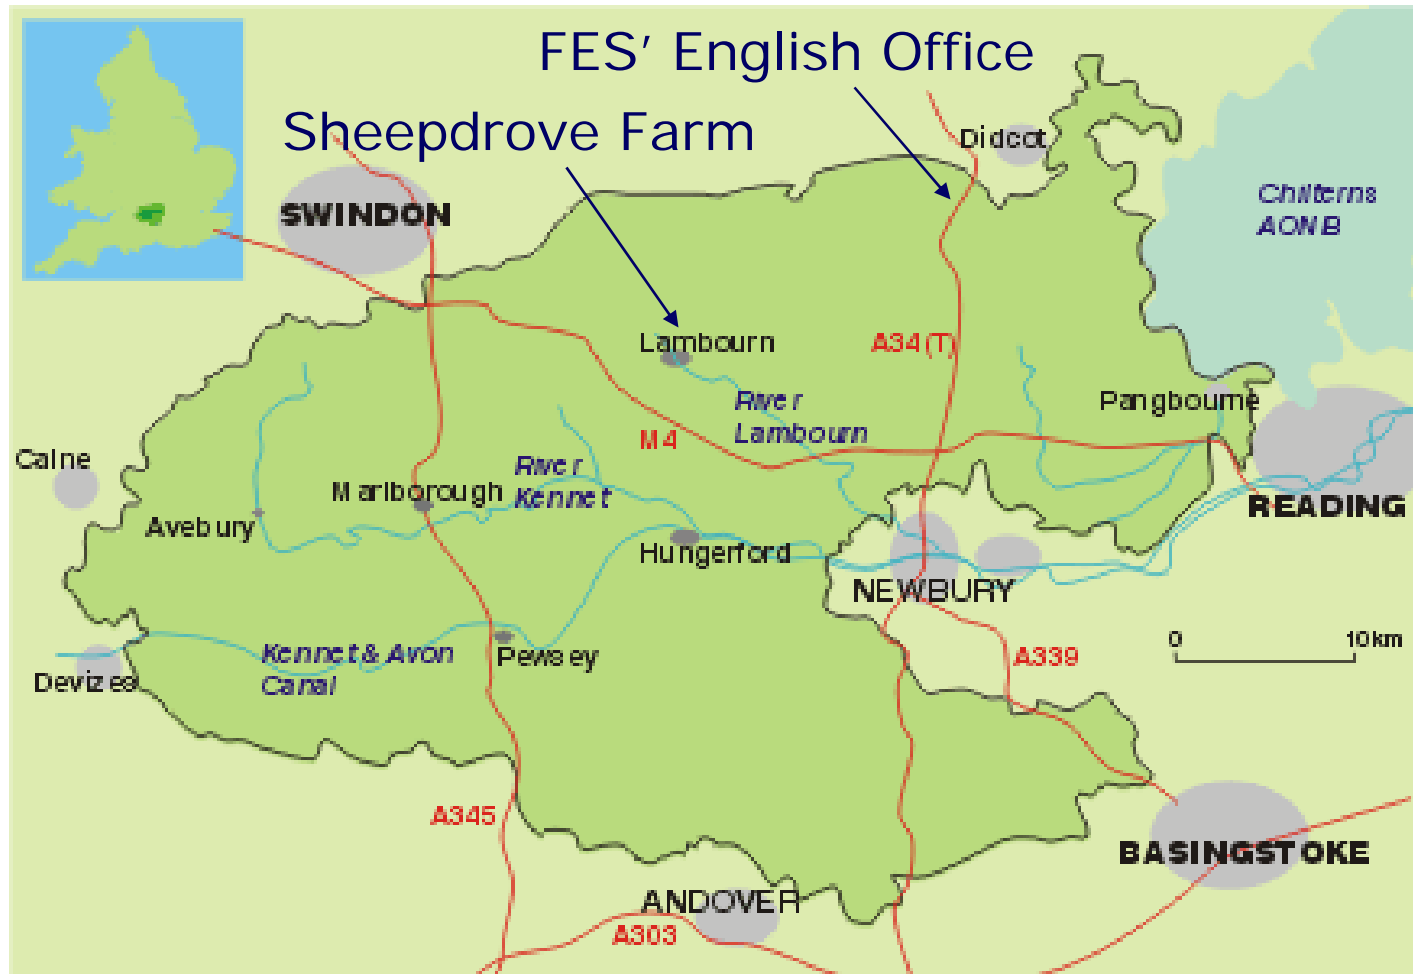 FES' English Office
Sheepdrove Farm
Didcot
Chilterns
AONB
SWINDON
Lambourn
A34(T)
River
Lambourn
Pangbourne
M4
Calne
River
Kennet
Marlborough
READING
Avebury
Hungerford
NEWBURY
0 10km
Kennet & Avon
Canal
Pewsey
A339
Devizes
A345
BASINGSTOKE
ANDOVER
A303